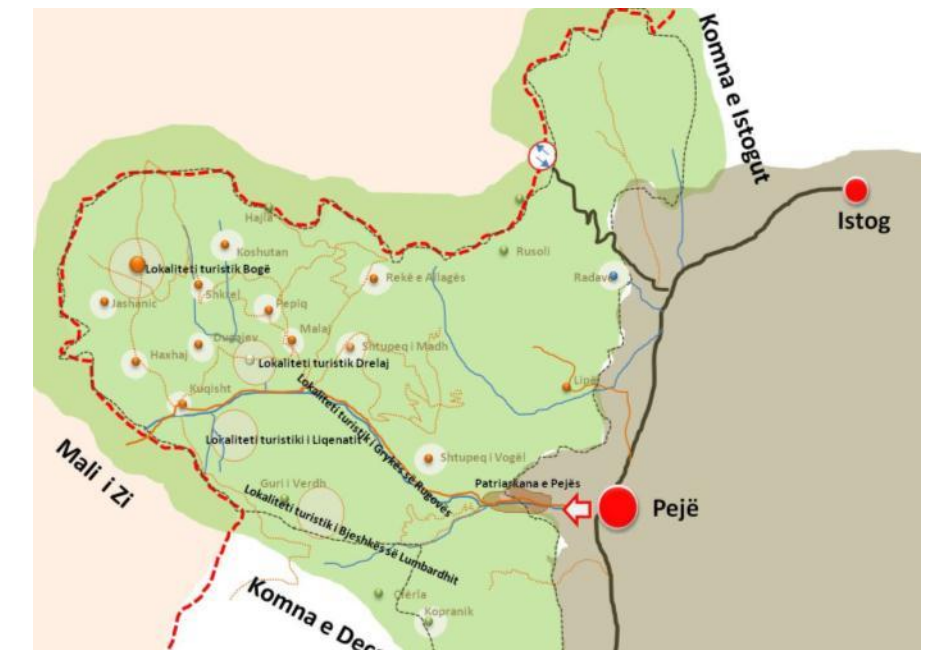 Komna e Istogut
Istog
Hajla
Koshutan
Rusoli
Lokaliteti turistik Bogë
Rekë e Allagës
Radavc
Shkrel
Jashanic
Pepiq
Malaj
Dugajev
Shtupeq i Madh
Haxhaj
Lokaliteti turistik Drelaj
Kuqisht
Lokaliteti turistik i Grykës së Rugovës
Lokaliteti turistiki i Liqenatit
Mali i Zi
Shtupeq i Vogël
Guri i Verdh
Patriarkana e Pejës
Lokaliteti turistik i Bjeshkës së Lumbardhit
Pejë
Kopranik
Komna e Dec